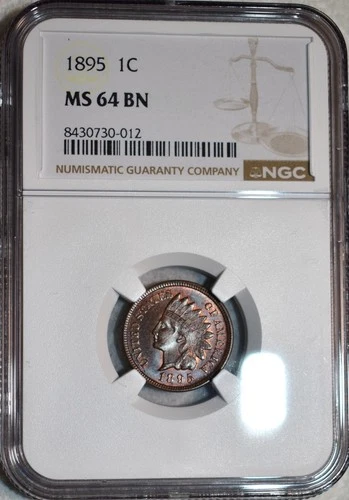 1895 1C
MS 64 BN
8430730-012
NUMISMATIC GUARANTY COMPANY NGC
UNITED STATES OF AMERICA
1895